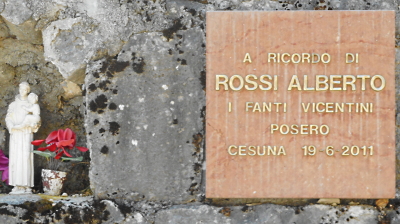 A RICORDO DI
ROSSI ALBERTO
I FANTI VICENTINI
POSERO
CESUNA 19-6-2011